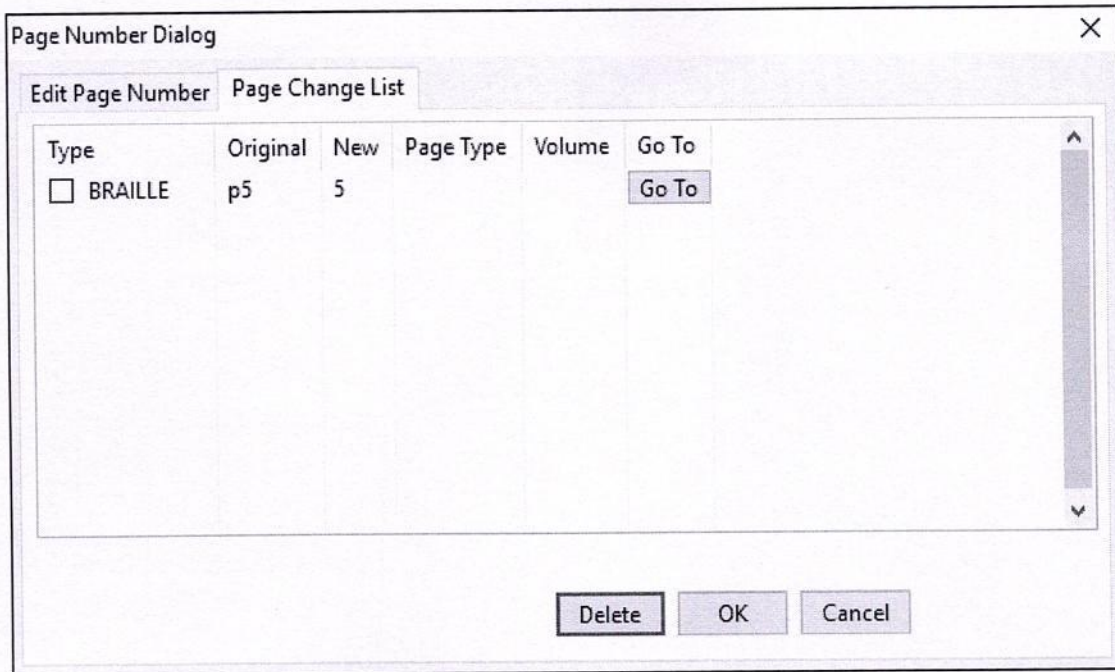 Page Number Dialog
Edit Page Number Page Change List
Type Original New Page Type Volume Go To
BRAILLE p5 5 Go To
Delete OK Cancel